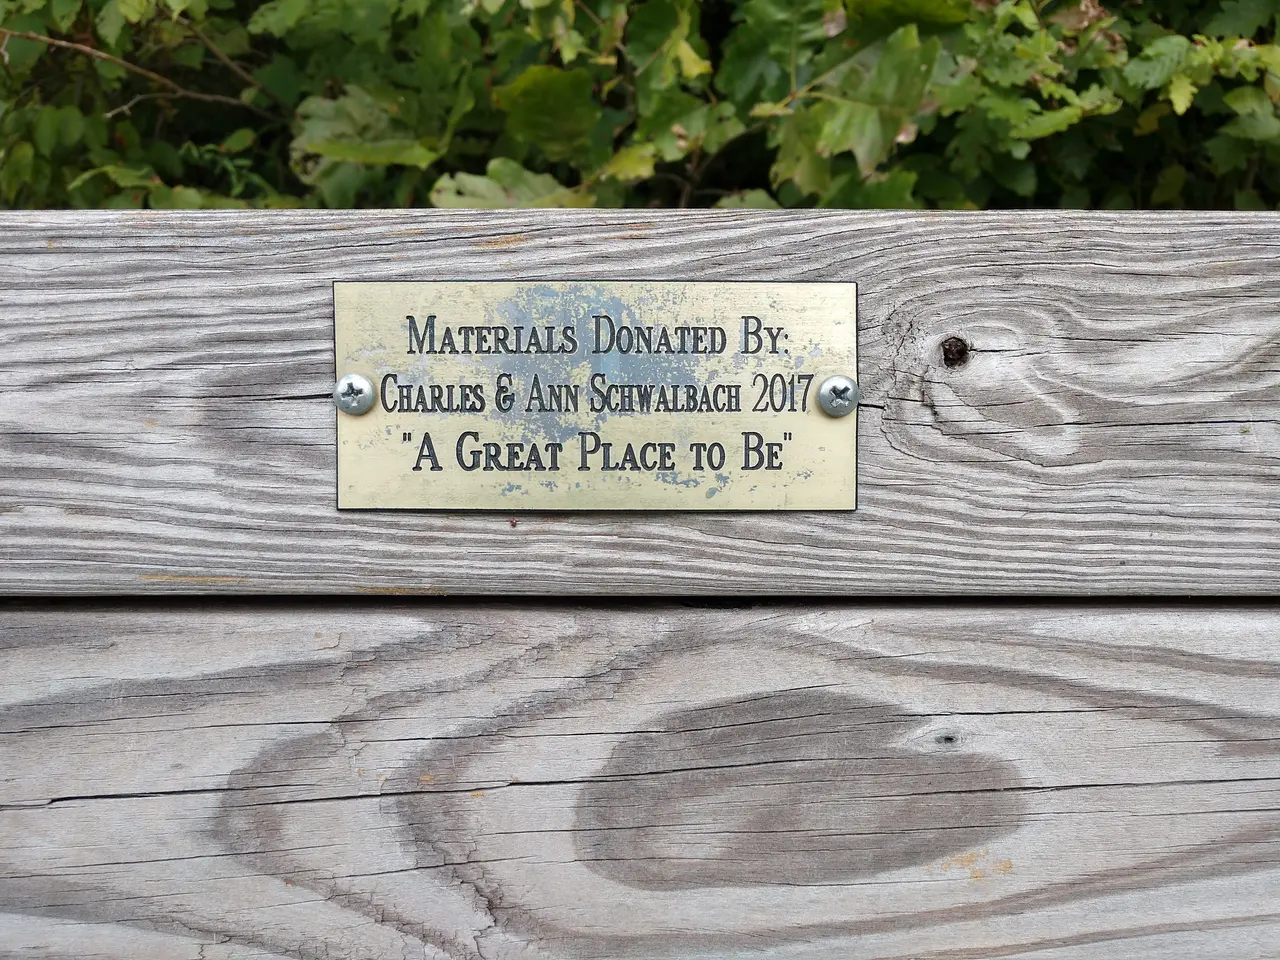 Materials Donated By:
Charles & Ann Schwalbach 2017
"A Great Place to Be"